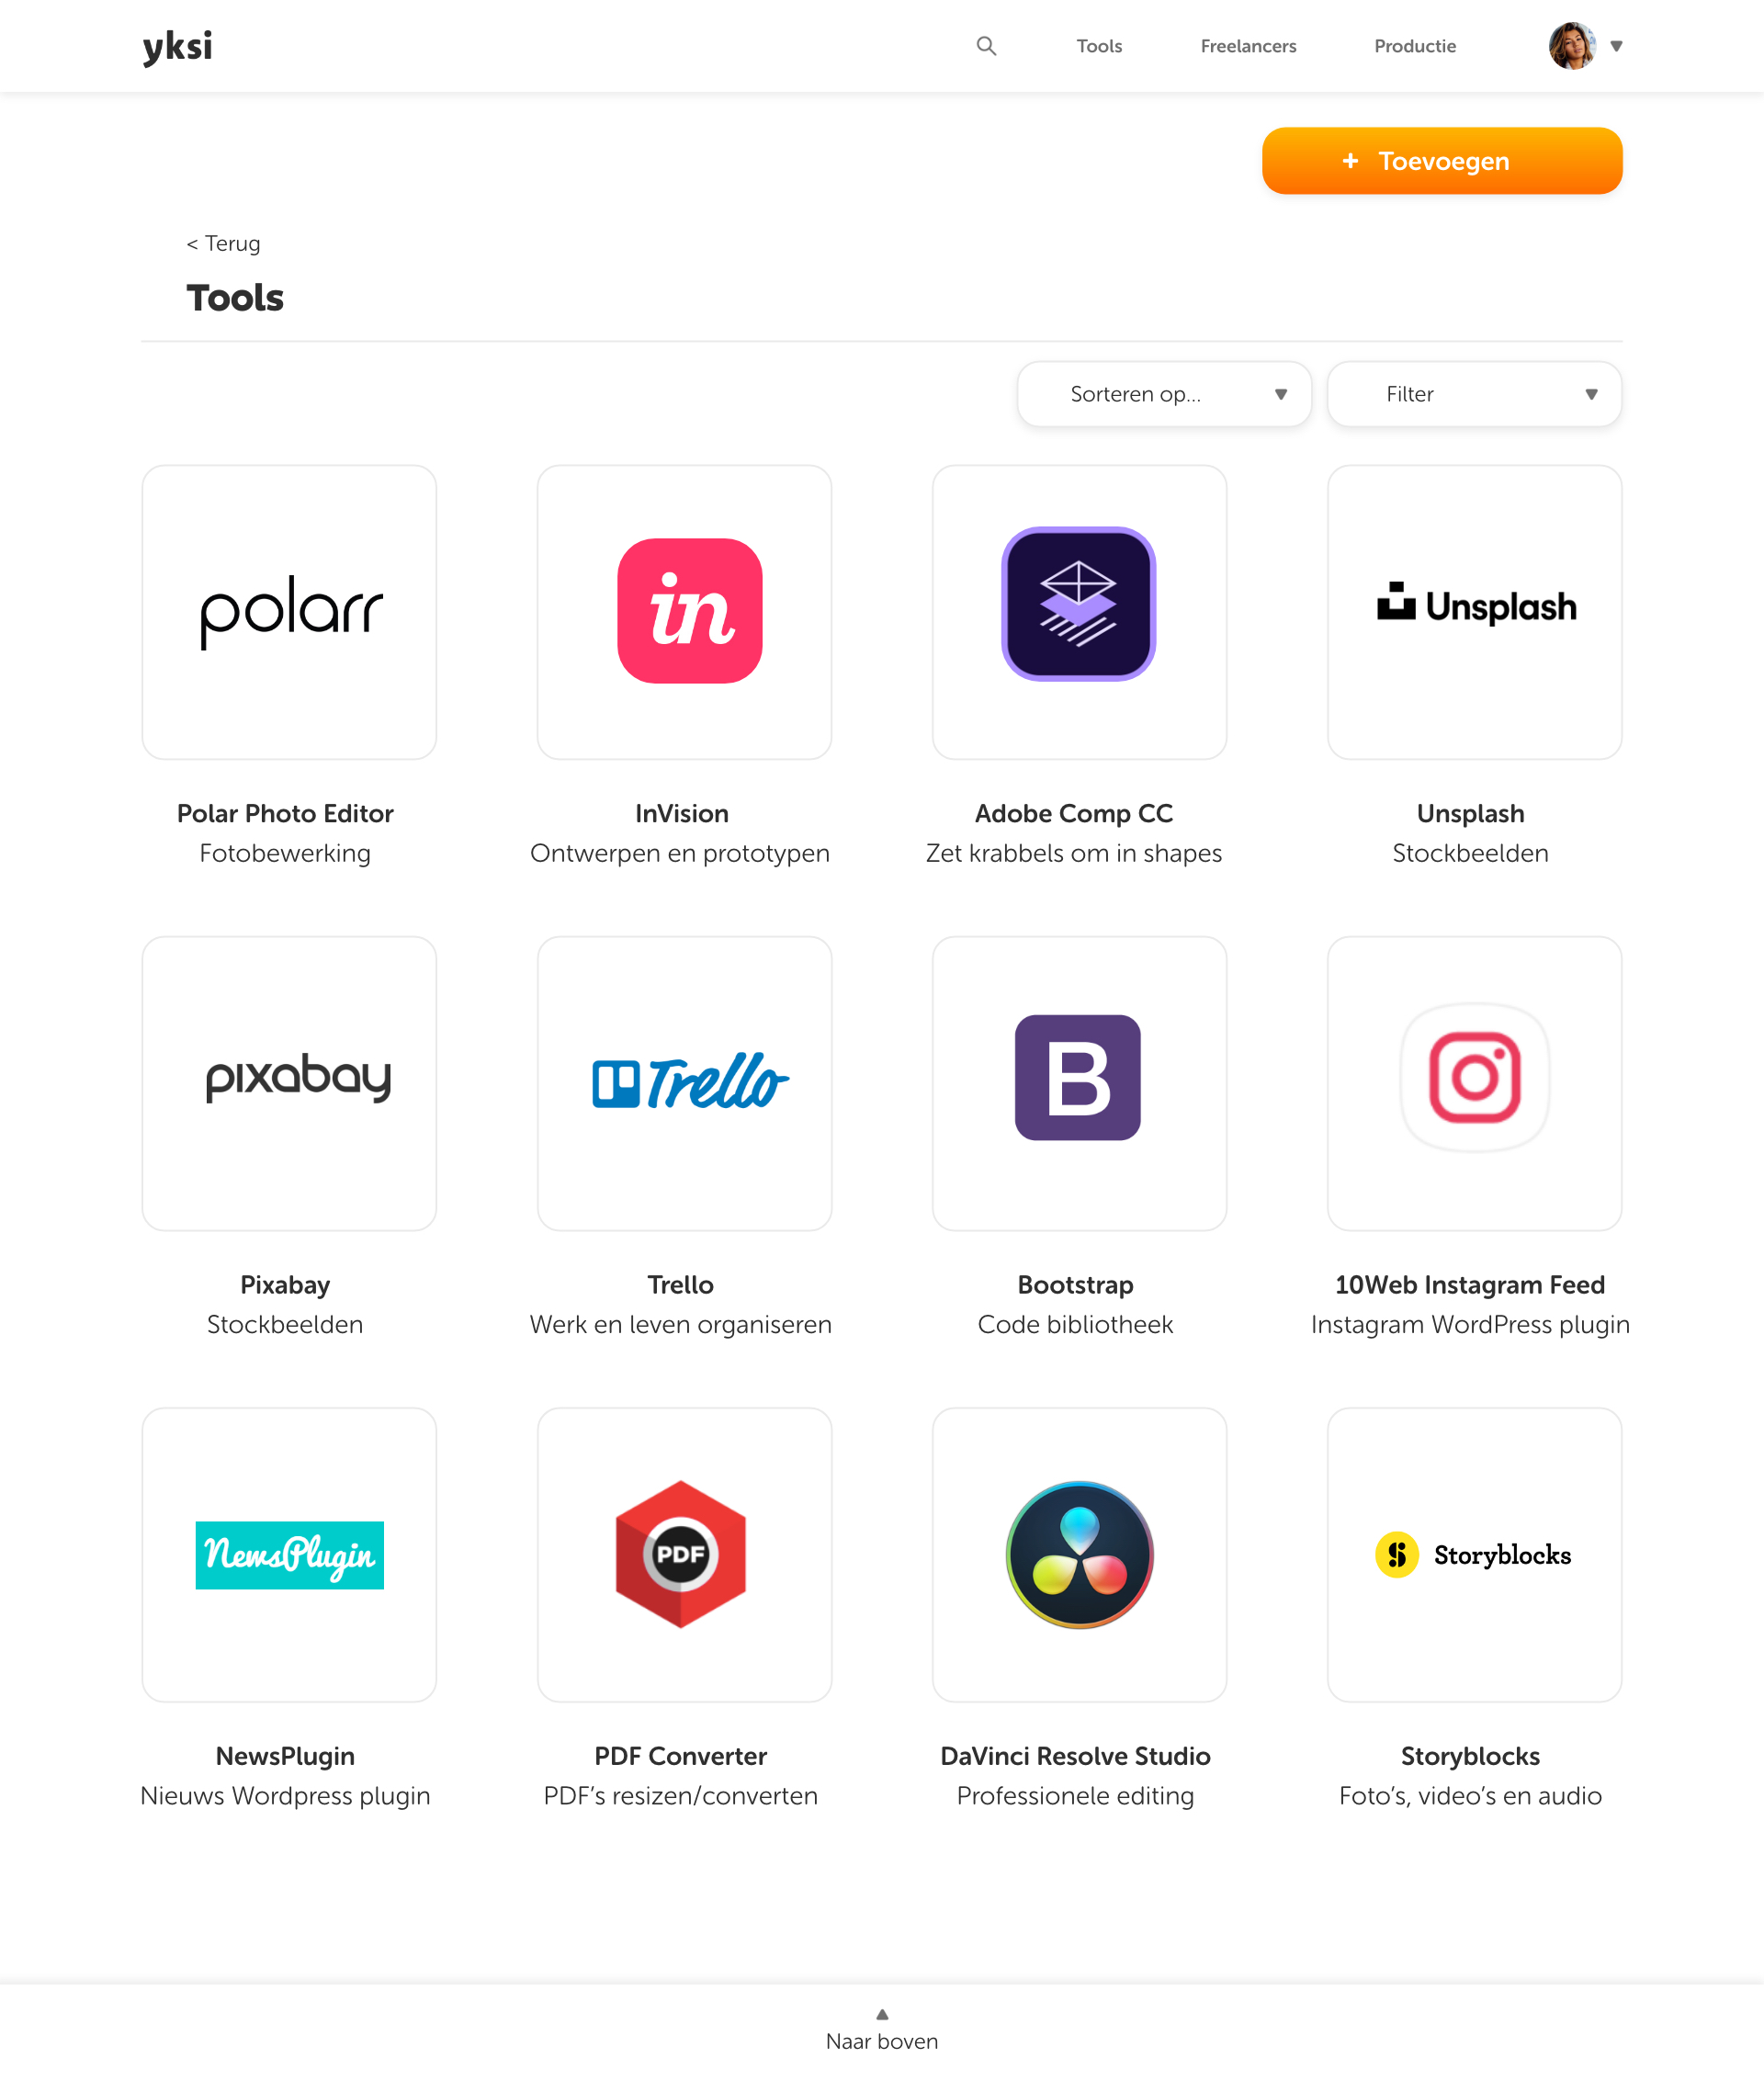 yksi
Tools
Freelancers
Productie
+ Toevoegen
< Terug
Tools
Sorteren op...
Filter
polarr
in
Unsplash
Polar Photo Editor
InVision
Adobe Comp CC
Unsplash
Fotobewerking
Ontwerpen en prototypen
Zet krabbels om in shapes
Stockbeelden
pixabay
Trello
B
Pixabay
Trello
Bootstrap
10Web Instagram Feed
Stockbeelden
Werk en leven organiseren
Code bibliotheek
Instagram WordPress plugin
NewsPlugin
PDF
S
Storyblocks
NewsPlugin
PDF Converter
DaVinci Resolve Studio
Storyblocks
Nieuws Wordpress plugin
PDF’s resizen/converten
Professionele editing
Foto’s, video’s en audio
Naar boven